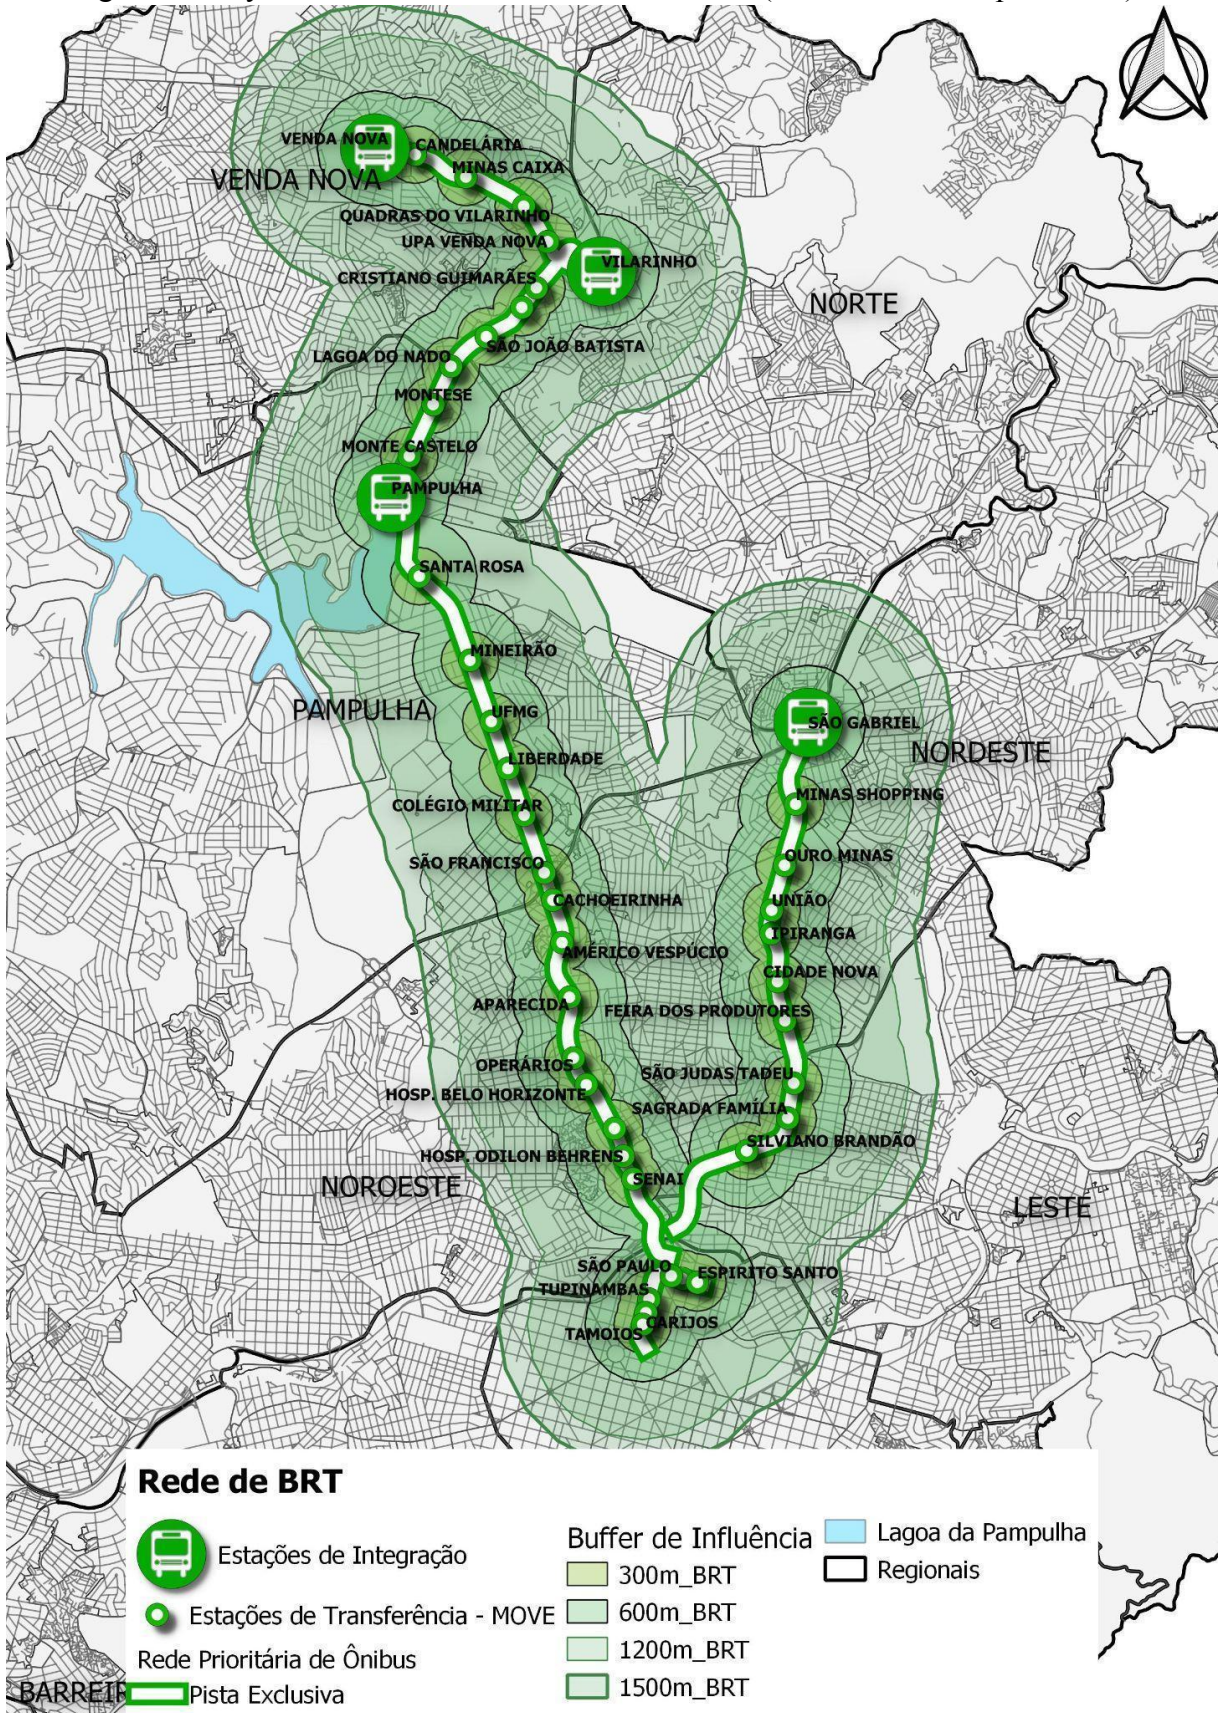 VENDA NOVA
CANDELÁRIA
MINAS CAIXA
VENDA NOVA
QUADRAS DO VILARINHO
UPA VENDA NOVA
VILARINHO
CRISTIANO GUIMARÃES
NORTE
SÃO JOÃO BATISTA
LAGOA DO NADO
MONTESE
MONTE CASTELO
PAMPULHA
SANTA ROSA
MINEIRÃO
PAMPULHA
UFMG
SÃO GABRIEL
NORDESTE
LIBERDADE
MINAS SHOPPING
COLÉGIO MILITAR
OURO MINAS
SÃO FRANCISCO
CACHOEIRINHA
UNIÃO
IPIRANGA
AMÉRICO VESPÚCIO
CIDADE NOVA
APARECIDA
FEIRA DOS PRODUTORES
OPERÁRIOS
SÃO JUDAS TADEU
HOSP. BELO HORIZONTE
SAGRADA FAMÍLIA
SILVIANO BRANDÃO
HOSP. ODILON BEHRENS
SENAI
NOROESTE
LESTE
SÃO PAULO
ESPIRITO SANTO
TUPINAMBAS
CARIJOS
TAMOIOS
Rede de BRT
Estações de Integração
Estações de Transferência - MOVE
Rede Prioritária de Ônibus
Pista Exclusiva
Buffer de Influência
300m_BRT
600m_BRT
1200m_BRT
1500m_BRT
Lagoa da Pampulha
Regionais
BARREIR